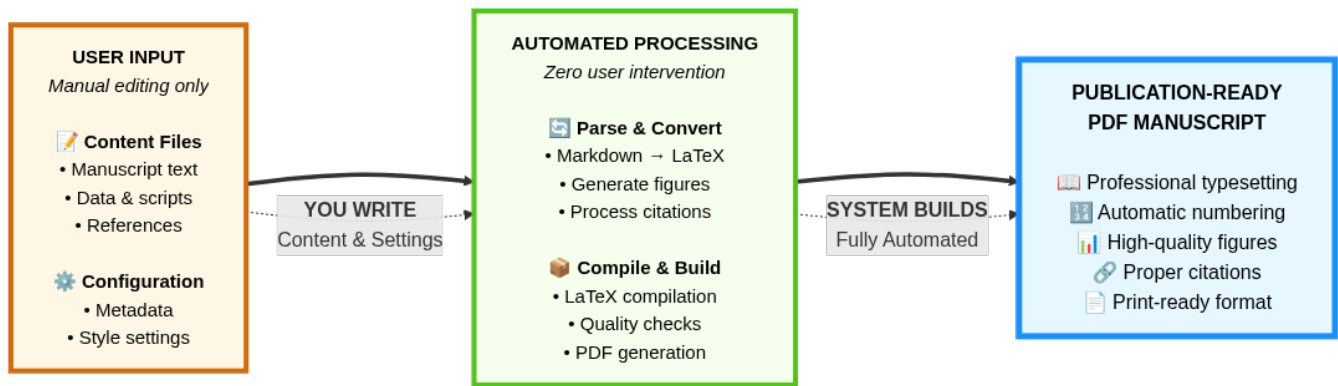 USER INPUT
Manual editing only
📝 Content Files
• Manuscript text
• Data & scripts
• References
⚙️ Configuration
• Metadata
• Style settings
YOU WRITE
Content & Settings
AUTOMATED PROCESSING
Zero user intervention
🔄 Parse & Convert
• Markdown → LaTeX
• Generate figures
• Process citations
📦 Compile & Build
• LaTeX compilation
• Quality checks
• PDF generation
SYSTEM BUILDS
Fully Automated
PUBLICATION-READY
PDF MANUSCRIPT
📖 Professional typesetting
🔢 Automatic numbering
📊 High-quality figures
🔗 Proper citations
📄 Print-ready format